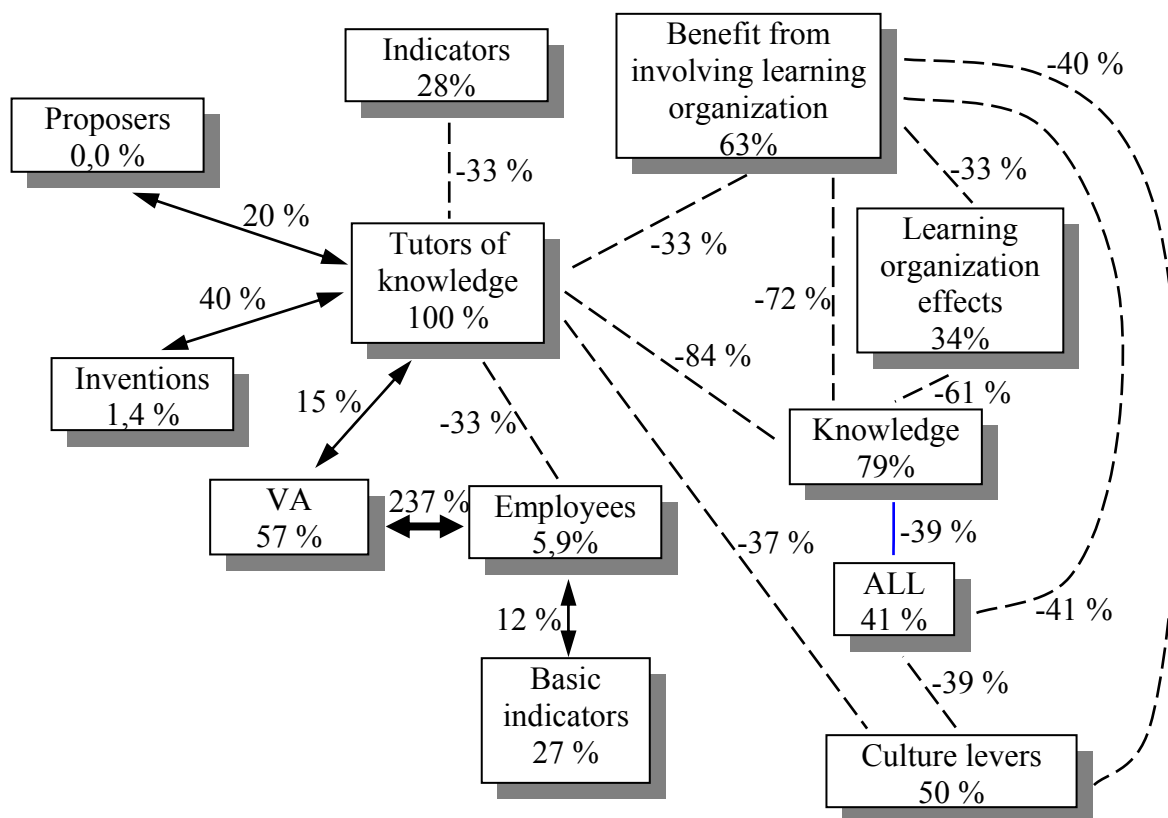 Indicators
28%
Benefit from
involving learning
organization
63%
-40 %
Proposers
0,0 %
-33 %
-33 %
20 %
Tutors of
knowledge
100 %
-33 %
Learning
organization
effects
34%
40 %
-72 %
Inventions
1,4 %
-84 %
-61 %
15 %
-33 %
Knowledge
79%
VA
57 %
237 %
Employees
5,9%
-37 %
-39 %
ALL
41 %
-41 %
12 %
-39 %
Basic
indicators
27 %
Culture levers
50 %